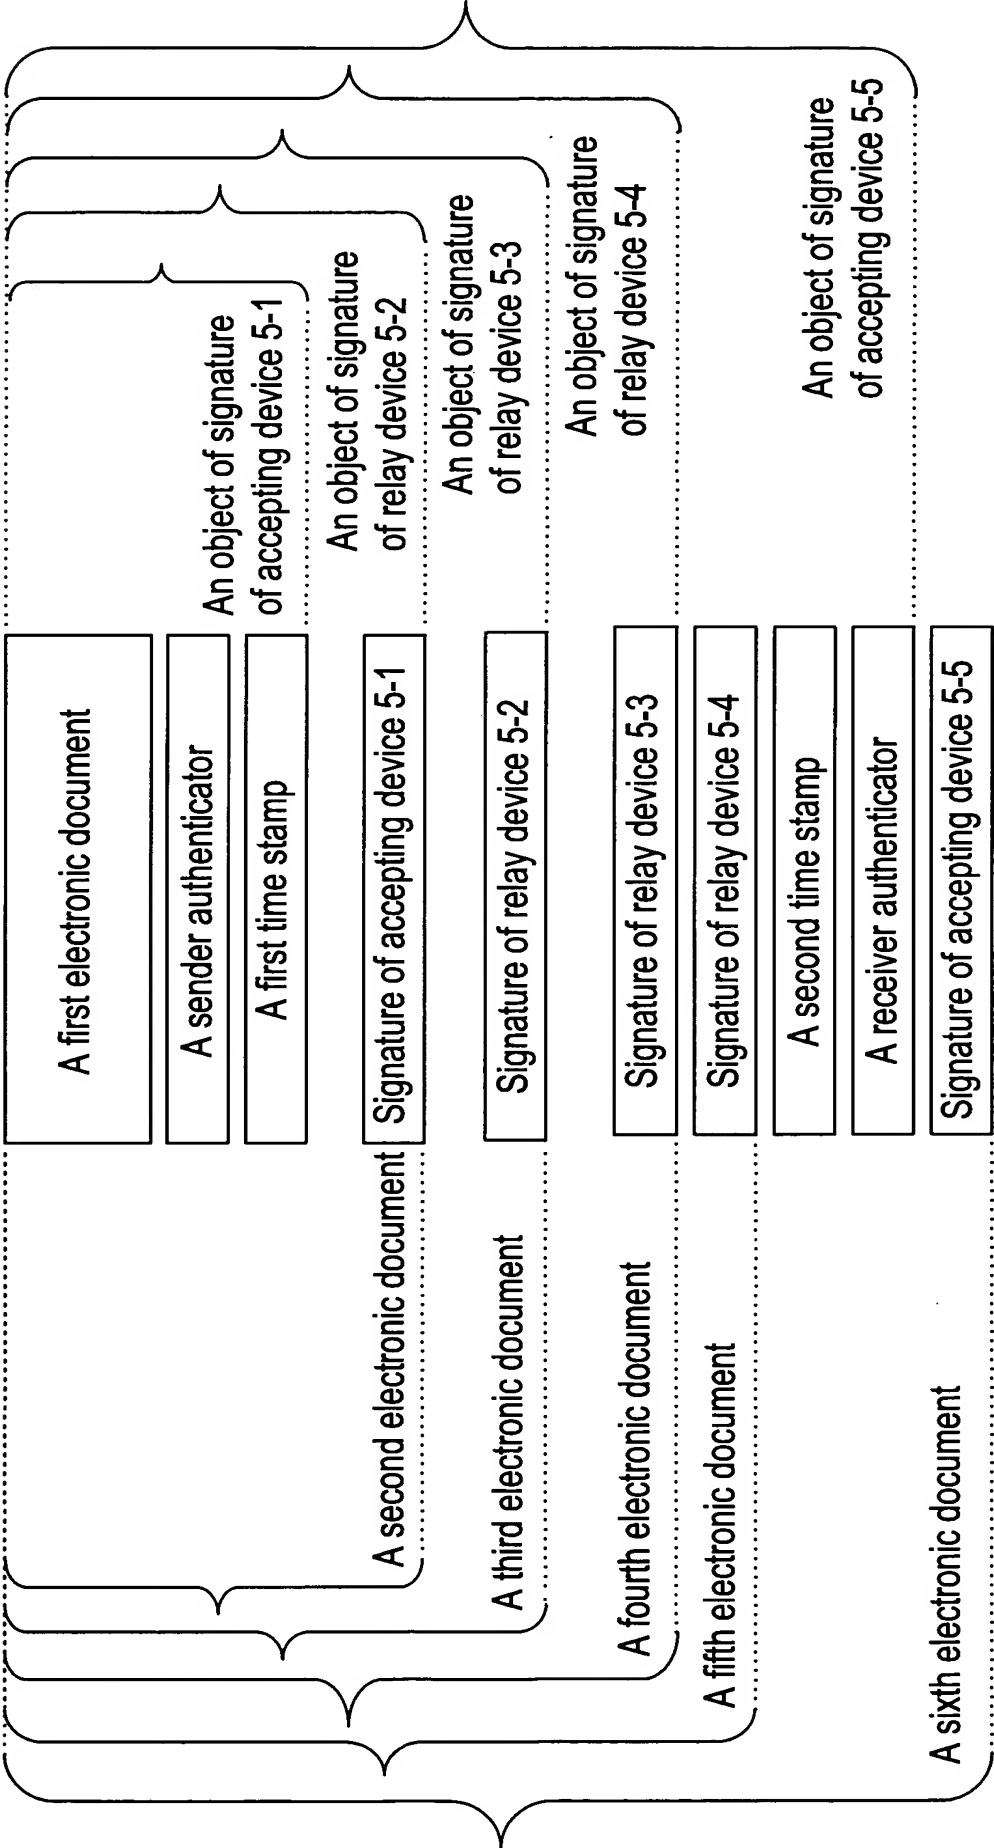 A first electronic document
A sender authenticator
An object of signature
of accepting device 5-1
A first time stamp
A second electronic document
Signature of accepting device 5-1
An object of signature
of relay device 5-2
A third electronic document
Signature of relay device 5-2
An object of signature
of relay device 5-3
A fourth electronic document
Signature of relay device 5-3
An object of signature
of relay device 5-4
A fifth electronic document
Signature of relay device 5-4
A second time stamp
A receiver authenticator
An object of signature
of accepting device 5-5
A sixth electronic document
Signature of accepting device 5-5